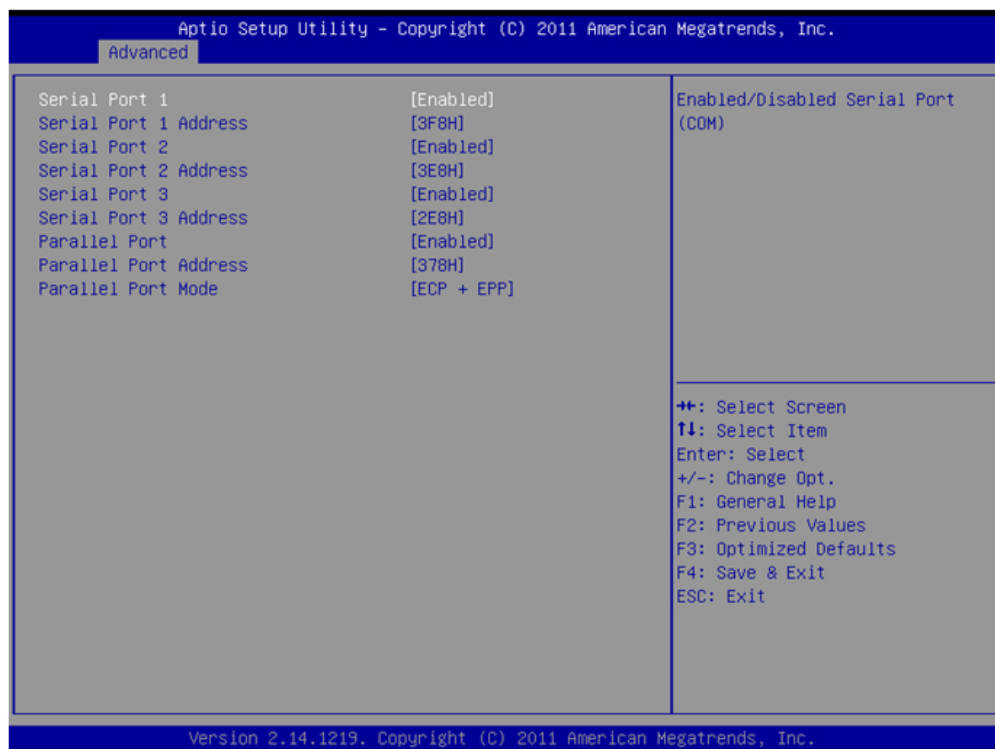 Aptio Setup Utility – Copyright (C) 2011 American Megatrends, Inc.
Advanced
Serial Port 1 [Enabled]
Serial Port 1 Address [3F8H]
Serial Port 2 [Enabled]
Serial Port 2 Address [3E8H]
Serial Port 3 [Enabled]
Serial Port 3 Address [2E8H]
Parallel Port [Enabled]
Parallel Port Address [378H]
Parallel Port Mode [ECP + EPP]
Enabled/Disabled Serial Port
(COM)
→←: Select Screen
↑↓: Select Item
Enter: Select
+/-: Change Opt.
F1: General Help
F2: Previous Values
F3: Optimized Defaults
F4: Save & Exit
ESC: Exit
Version 2.14.1219. Copyright (C) 2011 American Megatrends, Inc.